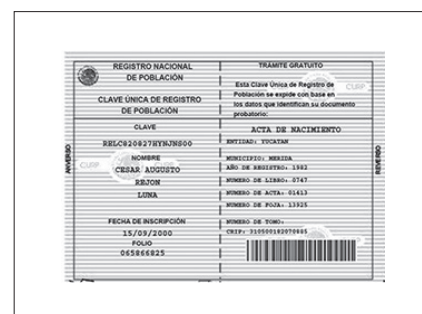 REGISTRO NACIONAL
DE POBLACIÓN
CLAVE ÚNICA DE REGISTRO
DE POBLACIÓN
CLAVE
RELC820827HYNJNS00
NOMBRE
CESAR AUGUSTO
REJON
LUNA
FECHA DE INSCRIPCIÓN
15/09/2000
FOLIO
065866825
ANVERSO
TRÁMITE GRATUITO
Esta Clave Única de Registro de
Población se expide con base en
los datos que identifican su documento
probatorio:
ACTA DE NACIMIENTO
ENTIDAD: YUCATAN
MUNICIPIO: MERIDA
AÑO DE REGISTRO: 1982
NUMERO DE LIBRO: 0747
NUMERO DE ACTA: 01413
NUMERO DE FOJA: 13925
NUMERO DE TOMO:
CRIP: 310500182070885
REVERSO
CURP
CURP